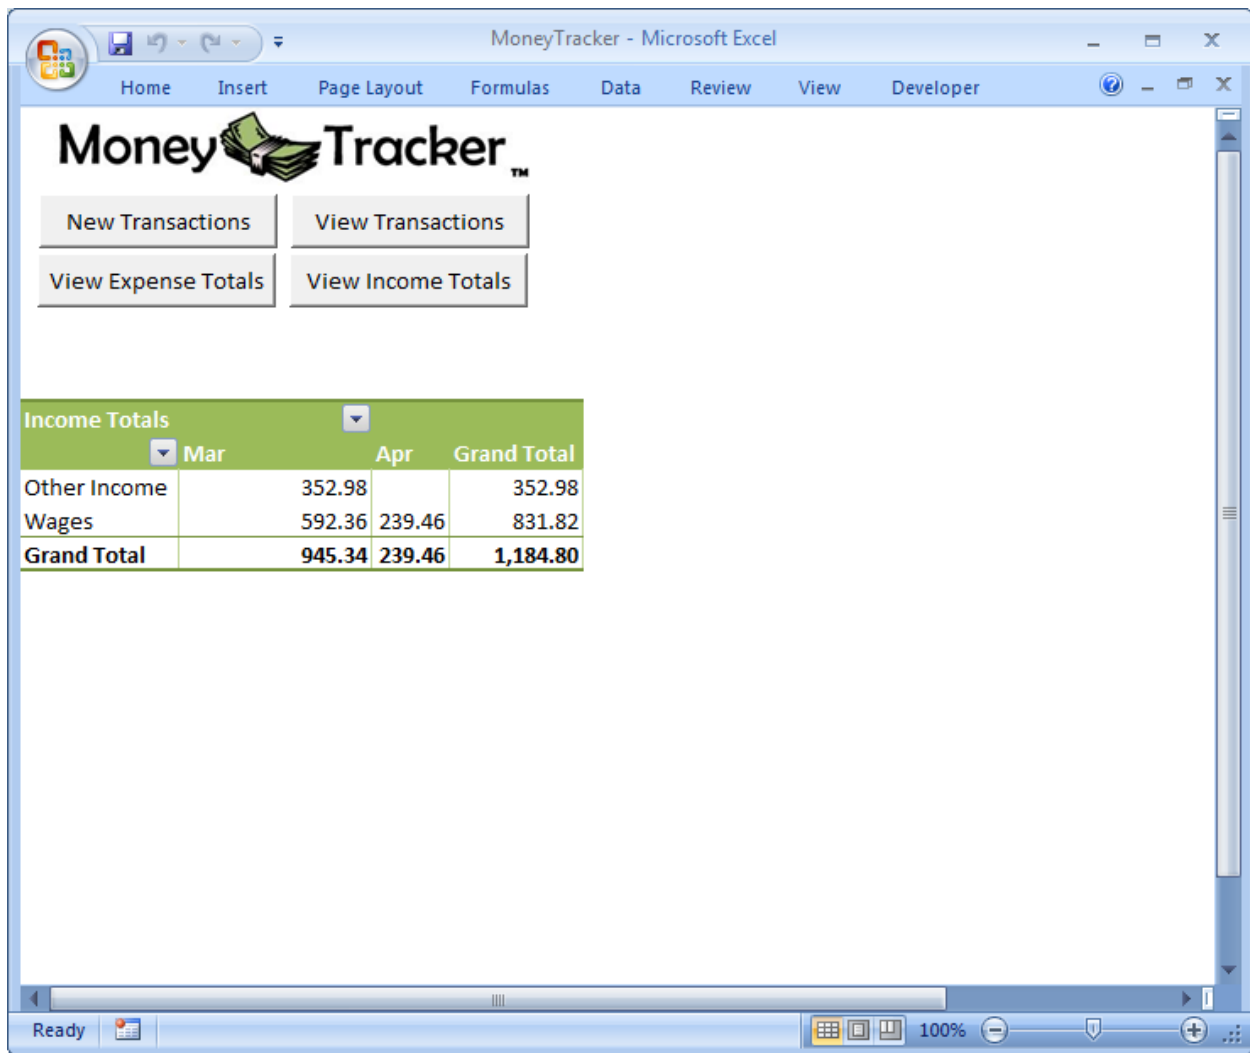 MoneyTracker - Microsoft Excel
Home Insert Page Layout Formulas Data Review View Developer
Money Tracker TM
New Transactions View Transactions
View Expense Totals View Income Totals
Income Totals
Mar Apr Grand Total
Other Income 352.98 352.98
Wages 592.36 239.46 831.82
Grand Total 945.34 239.46 1,184.80
Ready 100%